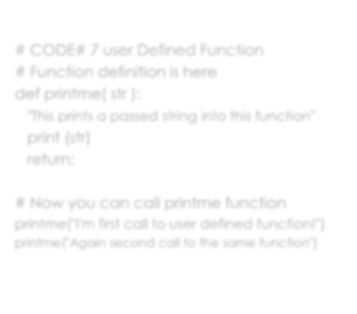 # CODE# 7 user Defined Function
# Function definition is here
def printme( str ):
"This prints a passed string into this function"
print (str)
return;
# Now you can call printme function
printme("I'm first call to user defined function!")
printme("Again second call to the same function")